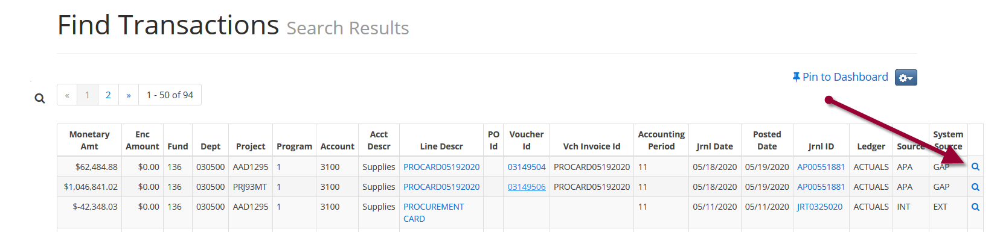 Find Transactions Search Results
Pin to Dashboard
« 1 2 » 1 - 50 of 94
Monetary Amt Enc Amount Fund Dept Project Program Account Acct Descr Line Descr PO Id Voucher Id Vch Invoice Id Accounting Period Jrnl Date Posted Date Jrnl ID Ledger Source System Source
$62,484.88 $0.00 136 030500 AAD1295 1 3100 Supplies PROCARD05192020 03149504 PROCARD05192020 11 05/18/2020 05/19/2020 AP00551881 ACTUALS APA GAP
$1,046,841.02 $0.00 136 030500 PRJ93MT 1 3100 Supplies PROCARD05192020 03149506 PROCARD05192020 11 05/18/2020 05/19/2020 AP00551881 ACTUALS APA GAP
$-42,348.03 $0.00 136 030500 AAD1295 1 3100 Supplies PROCUREMENT CARD 11 05/11/2020 05/11/2020 JRT0325020 ACTUALS INT EXT